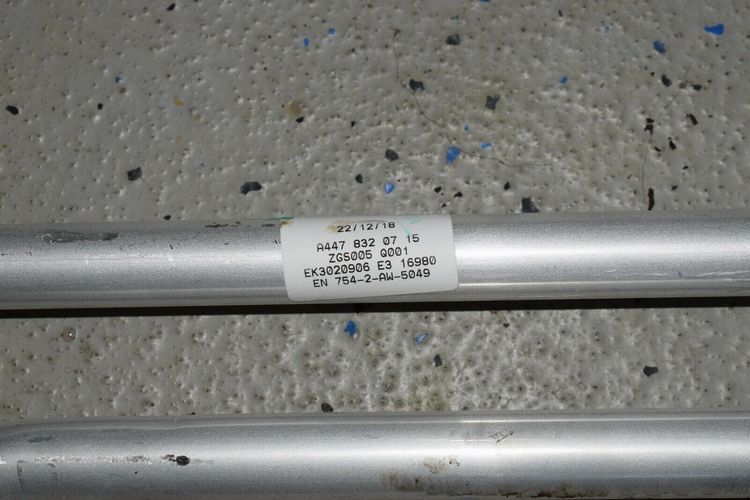 22/12/18
A447 832 07 15
ZGS005 Q001
EK3020906 E3 16980
EN 754-2-AW-5049